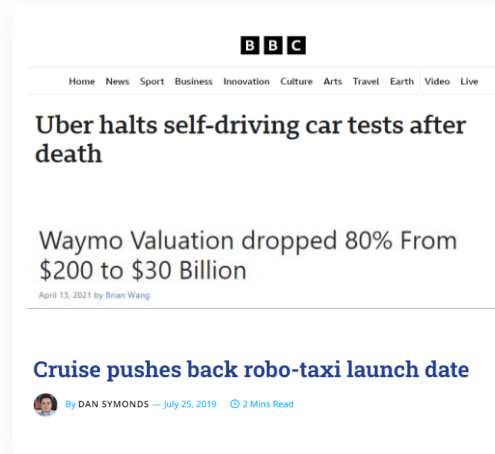 BBC
Home News Sport Business Innovation Culture Arts Travel Earth Video Live
Uber halts self-driving car tests after
death
Waymo Valuation dropped 80% From
$200 to $30 Billion
April 13, 2021 by Brian Wang
Cruise pushes back robo-taxi launch date
By DAN SYMONDS — July 25, 2019 2 Mins Read